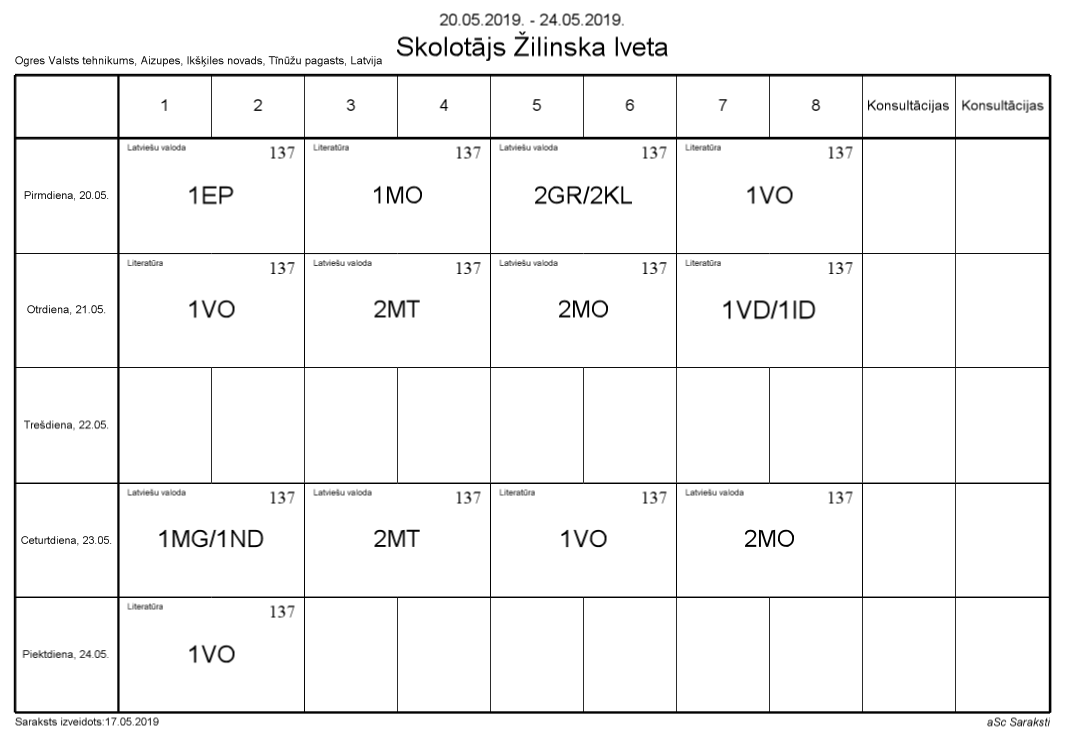 20.05.2019. - 24.05.2019.
Skolotājs Žilinska Iveta
Ogres Valsts tehnikums, Aizupes, Ikšķiles novads, Tīnūžu pagasts, Latvija
1 2 3 4 5 6 7 8 Konsultācijas Konsultācijas
Latviešu valoda 137 Literatūra 137 Latviešu valoda 137 Literatūra 137
Pirmdiena, 20.05. 1EP 1MO 2GR/2KL 1VO
Literatūra 137 Latviešu valoda 137 Latviešu valoda 137 Literatūra 137
Otrdiena, 21.05. 1VO 2MT 2MO 1VD/1ID
Trešdiena, 22.05.
Latviešu valoda 137 Latviešu valoda 137 Literatūra 137 Latviešu valoda 137
Ceturtdiena, 23.05. 1MG/1ND 2MT 1VO 2MO
Literatūra 137
Piektdiena, 24.05. 1VO
Saraksts izveidots:17.05.2019 aSc Saraksti